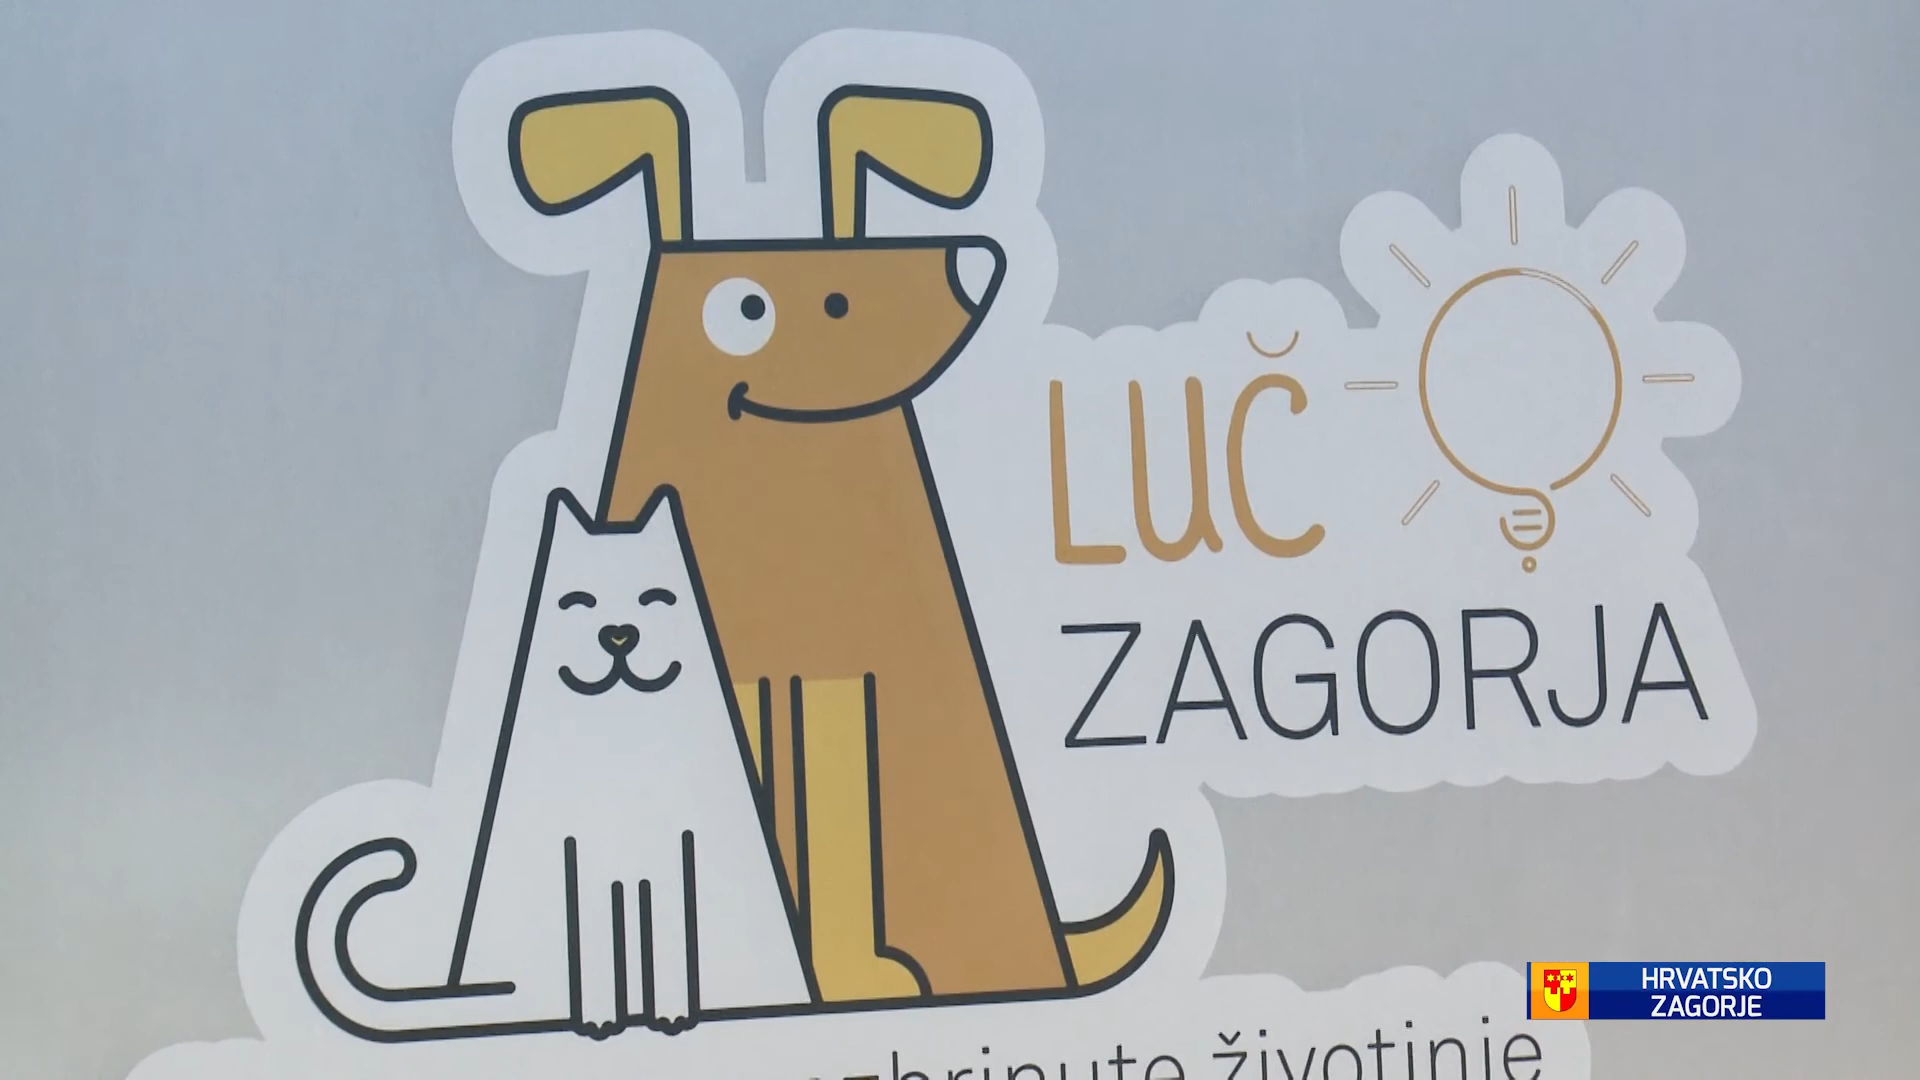 LUČ
ZAGORJA
životinje
HRVATSKO
ZAGORJE